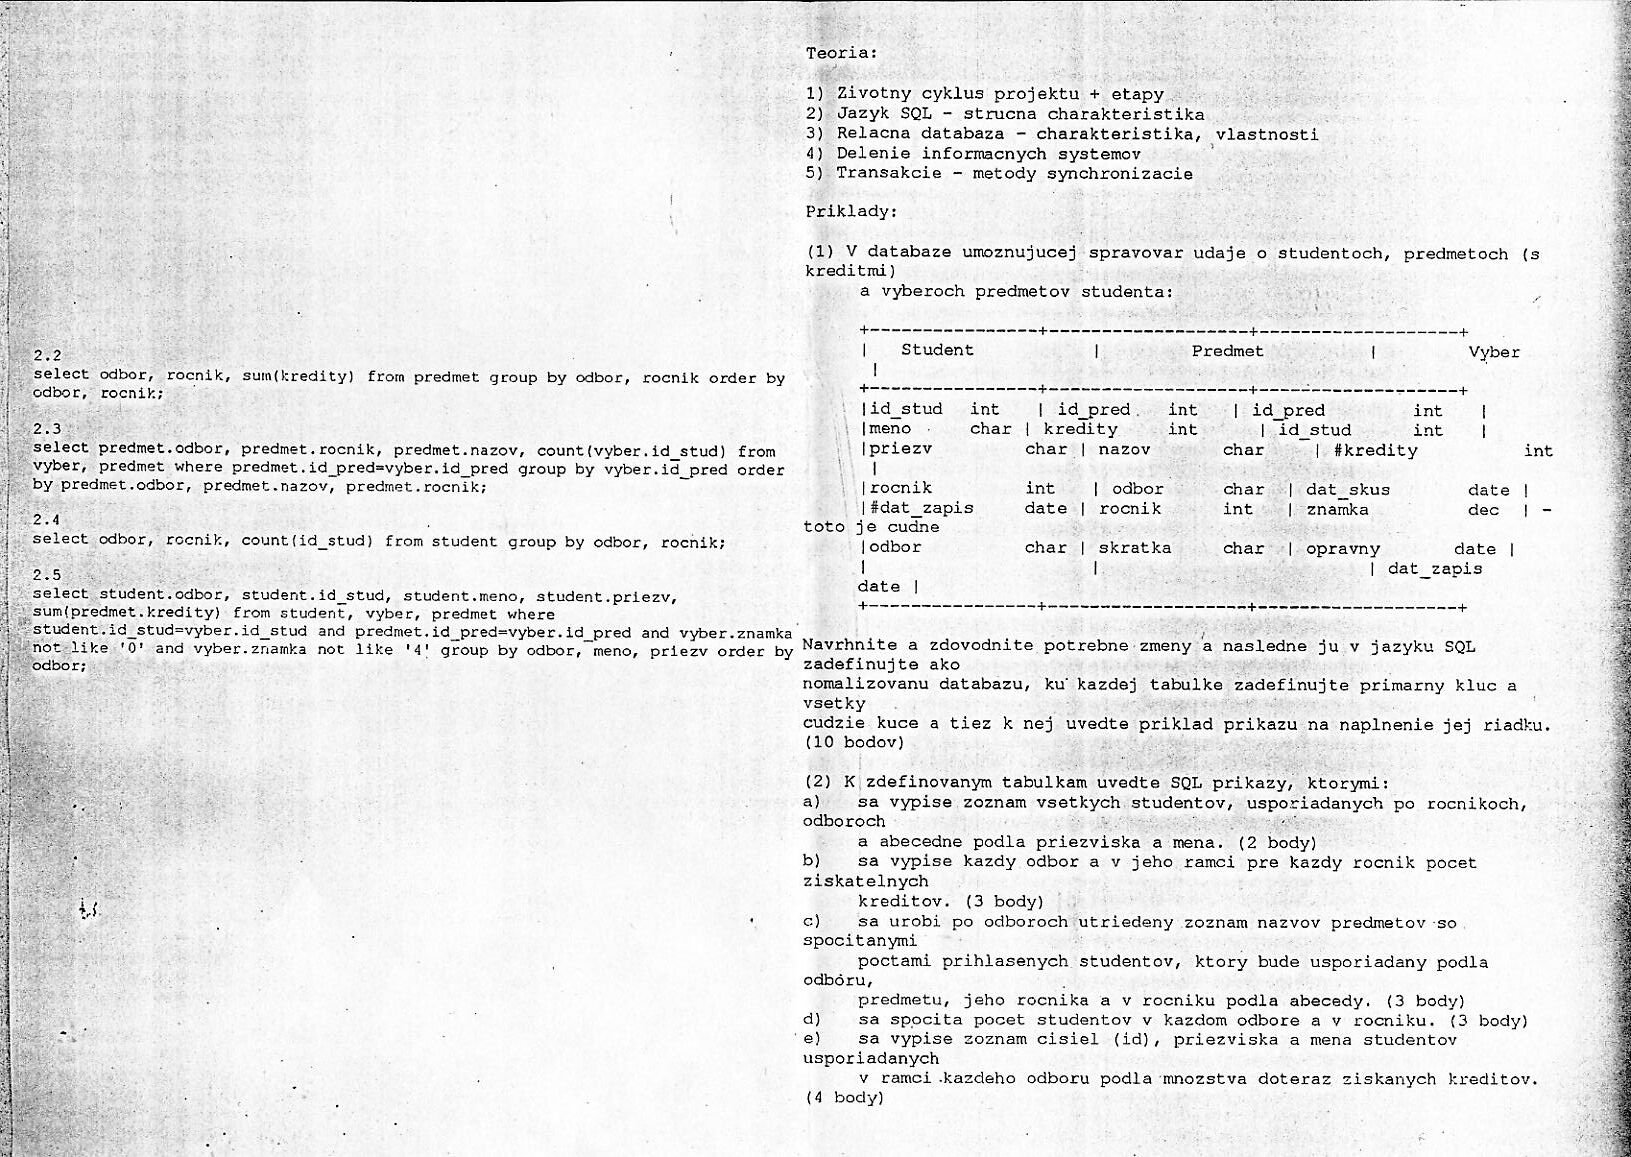 2.2
select odbor, rocnik, sum(kredity) from predmet group by odbor, rocnik order by
odbor, rocnik;
2.3
select predmet.odbor, predmet.rocnik, predmet.nazov, count(vyber.id_stud) from
vyber, predmet where predmet.id_pred=vyber.id_pred group by vyber.id_pred order
by predmet.odbor, predmet.nazov, predmet.rocnik;
2.4
select odbor, rocnik, count(id_stud) from student group by odbor, rocnik;
2.5
select student.odbor, student.id_stud, student.meno, student.priezv,
sum(predmet.kredity) from student, vyber, predmet where
student.id_stud=vyber.id_stud and predmet.id_pred=vyber.id_pred and vyber.znamka
not like '0' and vyber.znamka not like '4' group by odbor, meno, priezv order by
odbor;
Teoria:
1) Zivotny cyklus projektu + etapy
2) Jazyk SQL - strucna charakteristika
3) Relacna databaza - charakteristika, vlastnosti
4) Delenie informacnych systemov
5) Transakcie - metody synchronizacie
Priklady:
(1) V databaze umoznujucej spravovar udaje o studentoch, predmetoch (s
kreditmi)
a vyberoch predmetov studenta:
+----------------+--------------------+-------------------+
| Student | Predmet | Vyber
|
+----------------+--------------------+-------------------+
|id_stud int | id_pred int | id_pred int |
|meno char | kredity int | id_stud int |
|priezv char | nazov char | #kredity int
|
|rocnik int | odbor char | dat_skus date |
|#dat_zapis date | rocnik int | znamka dec | -
toto je cudne
|odbor char | skratka char | opravny date |
| | | dat_zapis
date |
+----------------+--------------------+-------------------+
Navrhnite a zdovodnite potrebne zmeny a nasledne ju v jazyku SQL
zadefinujte ako
nomalizovanu databazu, ku kazdej tabulke zadefinujte primarny kluc a
vsetky
cudzie kuce a tiez k nej uvedte priklad prikazu na naplnenie jej riadku.
(10 bodov)
(2) K zdefinovanym tabulkam uvedte SQL prikazy, ktorymi:
a) sa vypise zoznam vsetkych studentov, usporiadanych po rocnikoch,
odboroch
a abecedne podla priezviska a mena. (2 body)
b) sa vypise kazdy odbor a v jeho ramci pre kazdy rocnik pocet
ziskatelnych
kreditov. (3 body)
c) sa urobi po odboroch utriedeny zoznam nazvov predmetov so
spocitanymi
poctami prihlasenych studentov, ktory bude usporiadany podla
odboru,
predmetu, jeho rocnika a v rocniku podla abecedy. (3 body)
d) sa spocita pocet studentov v kazdom odbore a v rocniku. (3 body)
e) sa vypise zoznam cisiel (id), priezviska a mena studentov
usporiadanych
v ramci kazdeho odboru podla mnozstva doteraz ziskanych kreditov.
(4 body)